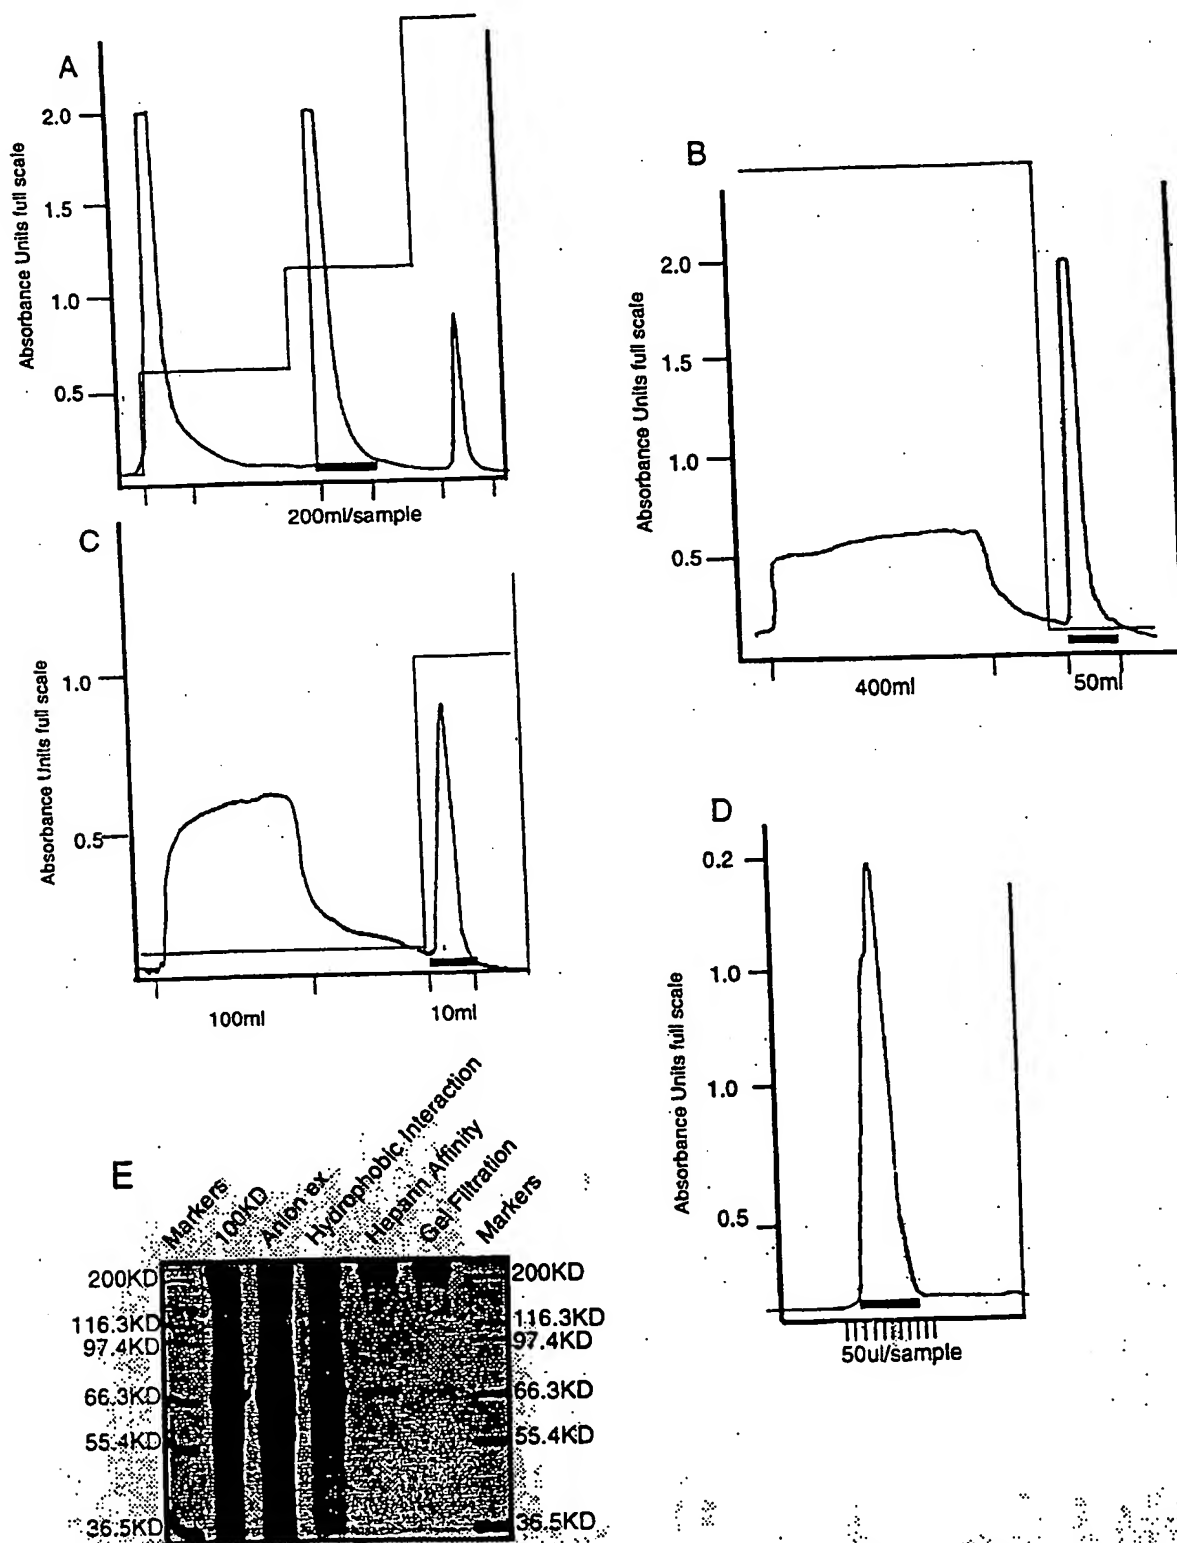 A
Absorbance Units full scale
2.0
1.5
1.0
0.5
200ml/sample
B
Absorbance Units full scale
2.0
1.5
1.0
0.5
400ml
50ml
C
Absorbance Units full scale
1.0
0.5
100ml
10ml
D
Absorbance Units full scale
0.2
1.0
1.0
0.5
50ul/sample
E
Markers
100KD
Anion ex.
Hydrophobic Interaction
Heparin Affinity
Gel Filtration
Markers
200KD
116.3KD
97.4KD
66.3KD
55.4KD
36.5KD
200KD
116.3KD
97.4KD
66.3KD
55.4KD
36.5KD